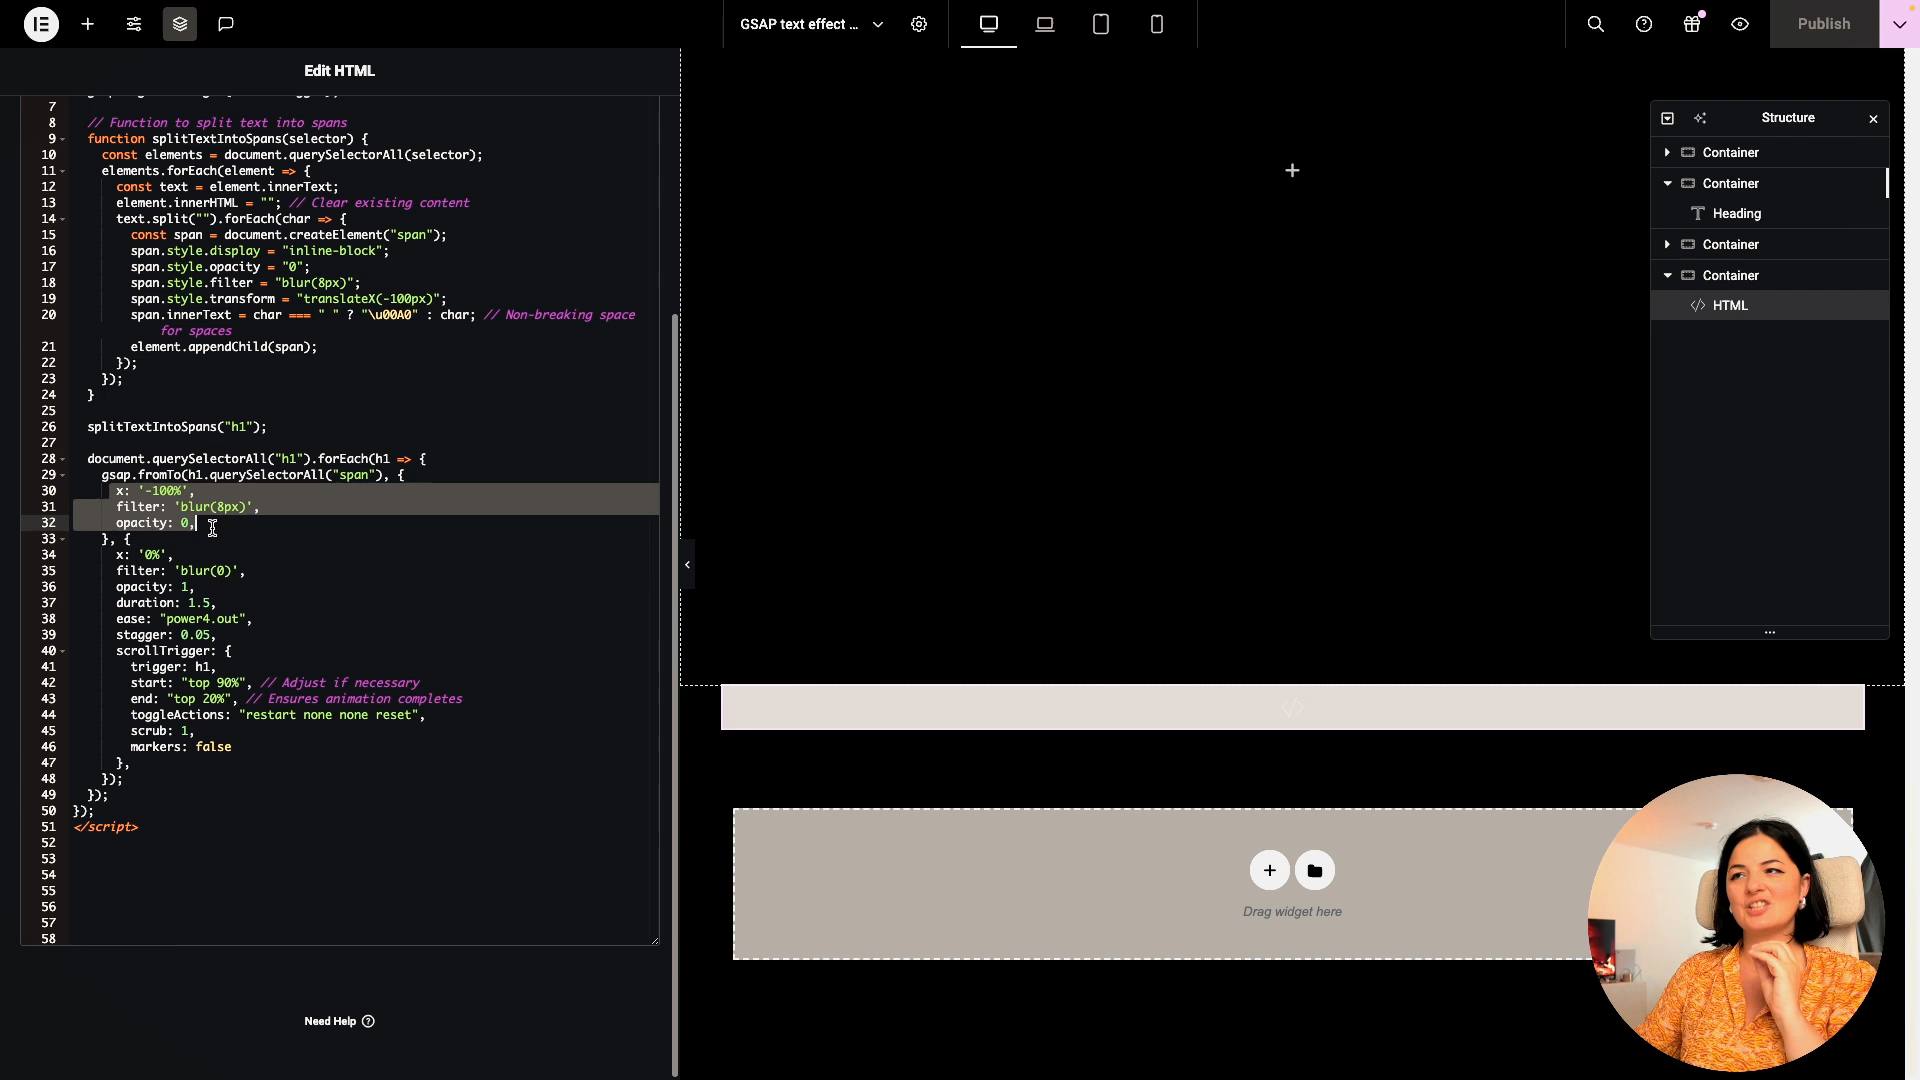 GSAP text effect ...
Publish
Edit HTML
7
8 // Function to split text into spans
9 function splitTextIntoSpans(selector) {
10 const elements = document.querySelectorAll(selector);
11 elements.forEach(element => {
12 const text = element.innerText;
13 element.innerHTML = ""; // Clear existing content
14 text.split("").forEach(char => {
15 const span = document.createElement("span");
16 span.style.display = "inline-block";
17 span.style.opacity = "0";
18 span.style.filter = "blur(8px)";
19 span.style.transform = "translateX(-100px)";
20 span.innerText = char === " " ? "\u00A0" : char; // Non-breaking space
for spaces
21 element.appendChild(span);
22 });
23 });
24 }
25
26 splitTextIntoSpans("h1");
27
28 document.querySelectorAll("h1").forEach(h1 => {
29 gsap.fromTo(h1.querySelectorAll("span"), {
30 x: '-100%',
31 filter: 'blur(8px)',
32 opacity: 0,
33 }, {
34 x: '0%',
35 filter: 'blur(0)',
36 opacity: 1,
37 duration: 1.5,
38 ease: "power4.out",
39 stagger: 0.05,
40 scrollTrigger: {
41 trigger: h1,
42 start: "top 90%", // Adjust if necessary
43 end: "top 20%", // Ensures animation completes
44 toggleActions: "restart none none reset",
45 scrub: 1,
46 markers: false
47 },
48 });
49 });
50 });
51 </script>
52
53
54
55
56
57
58
Need Help
Structure
Container
Container
Heading
Container
Container
HTML
Drag widget here